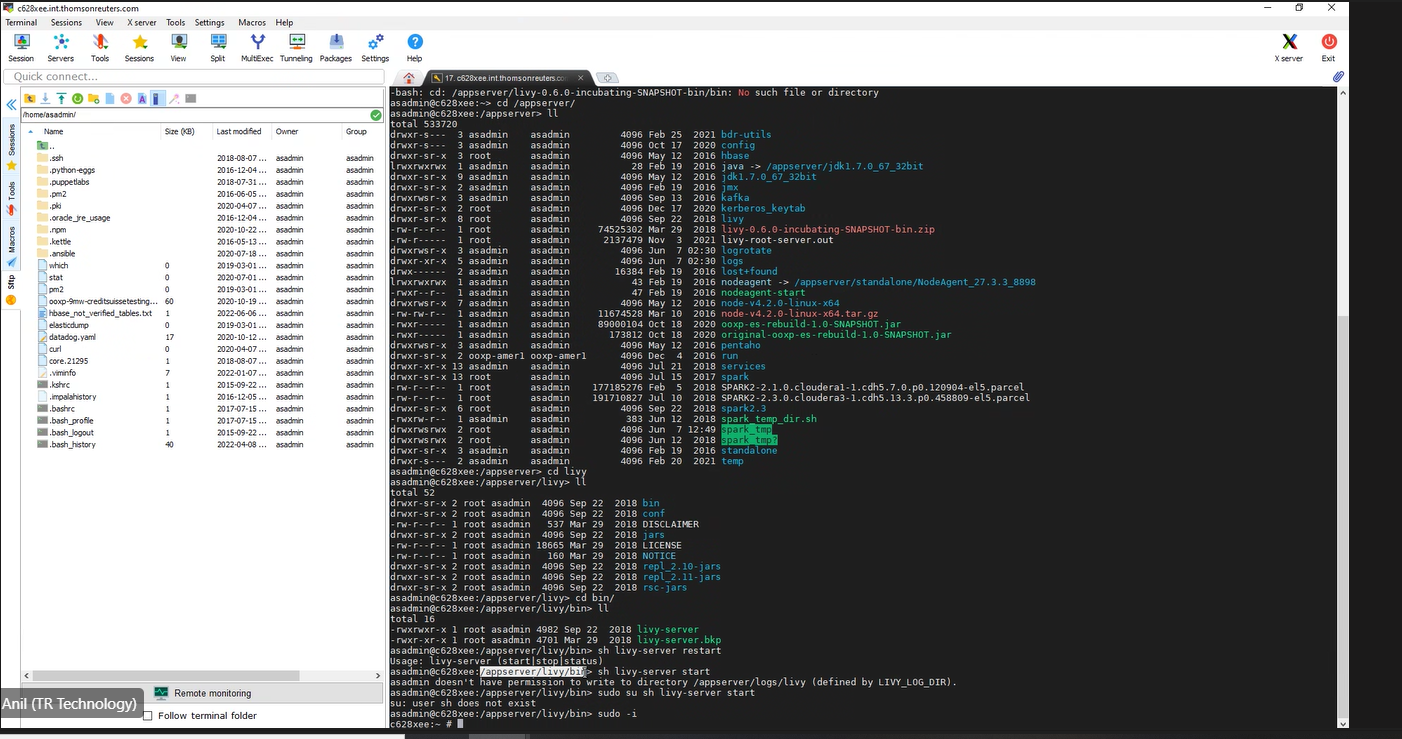 c628xee.int.thomsonreuters.com
Terminal Sessions View X server Tools Settings Macros Help
Session Servers Tools Sessions View Split MultiExec Tunneling Packages Settings Help X server Exit
Quick connect...
17. c628xee.int.thomsonreuters.co
/home/asadmin/
Name Size (KB) Last modified Owner Group
..
.ssh 2018-08-07 ... asadmin asadmin
.python-eggs 2016-12-04 ... asadmin asadmin
.puppetlabs 2018-07-31 ... asadmin asadmin
.pm2 2016-06-05 ... asadmin asadmin
.pki 2020-04-07 ... asadmin asadmin
.oracle_jre_usage 2016-12-04 ... asadmin asadmin
.npm 2020-10-22 ... asadmin asadmin
.kettle 2016-05-13 ... asadmin asadmin
.ansible 2020-07-18 ... asadmin asadmin
which 0 2019-03-01 ... asadmin asadmin
stat 0 2020-07-01 ... asadmin asadmin
pm2 0 2019-03-01 ... asadmin asadmin
ooxp-9mw-creditsuissetesting... 60 2020-10-19 ... asadmin asadmin
hbase_not_verified_tables.txt 1 2022-06-06 ... asadmin asadmin
elasticdump 0 2019-03-01 ... asadmin asadmin
datadog.yaml 17 2020-10-12 ... asadmin asadmin
curl 0 2020-04-07 ... asadmin asadmin
core.21295 1 2018-08-07 ... asadmin asadmin
.viminfo 7 2022-01-07 ... asadmin asadmin
.kshrc 1 2015-09-22 ... asadmin asadmin
.impalahistory 1 2016-12-05 ... asadmin asadmin
.bashrc 1 2017-07-15 ... asadmin asadmin
.bash_profile 1 2017-07-15 ... asadmin asadmin
.bash_logout 1 2015-09-22 ... asadmin asadmin
.bash_history 40 2022-04-08 ... asadmin asadmin
Sessions
Tools
Macros
Sftp
Remote monitoring
Follow terminal folder
Anil (TR Technology)
-bash: cd: /appserver/livy-0.6.0-incubating-SNAPSHOT-bin/bin: No such file or directory
asadmin@c628xee:~> cd /appserver/
asadmin@c628xee:/appserver> ll
total 533720
drwxr-s--- 3 asadmin asadmin 4096 Feb 25 2021 bdr-utils
drwxr-s--- 3 asadmin asadmin 4096 Oct 17 2020 config
drwxr-sr-x 3 root asadmin 4096 May 12 2016 hbase
lrwxrwxrwx 1 asadmin asadmin 28 Feb 19 2016 java -> /appserver/jdk1.7.0_67_32bit
drwxr-sr-x 9 asadmin asadmin 4096 May 12 2016 jdk1.7.0_67_32bit
drwxr-sr-x 2 asadmin asadmin 4096 Feb 19 2016 jmx
drwxrwsr-x 3 asadmin asadmin 4096 Sep 13 2016 kafka
drwxr-sr-x 2 root asadmin 4096 Dec 17 2020 kerberos_keytab
drwxr-sr-x 8 root asadmin 4096 Sep 22 2018 livy
-rw-r--r-- 1 root asadmin 74525302 Mar 29 2018 livy-0.6.0-incubating-SNAPSHOT-bin.zip
-rw-r----- 1 root asadmin 2137479 Nov 3 2021 livy-root-server.out
drwxrwsr-x 3 asadmin asadmin 4096 Jun 7 02:30 logrotate
drwxr-xr-x 5 asadmin asadmin 4096 Jun 7 02:30 logs
drwx------ 2 asadmin asadmin 16384 Feb 19 2016 lost+found
lrwxrwxrwx 1 asadmin asadmin 43 Feb 19 2016 nodeagent -> /appserver/standalone/NodeAgent_27.3.3_8898
-rwxr--r-- 1 asadmin asadmin 47 Feb 19 2016 nodeagent-start
drwxrwsr-x 7 asadmin asadmin 4096 May 12 2016 node-v4.2.0-linux-x64
-rw-rw-r-- 1 asadmin asadmin 11674528 Mar 10 2016 node-v4.2.0-linux-x64.tar.gz
-rwxr----- 1 asadmin asadmin 89000104 Oct 18 2020 ooxp-es-rebuild-1.0-SNAPSHOT.jar
-rwxr----- 1 asadmin asadmin 173812 Oct 18 2020 original-ooxp-es-rebuild-1.0-SNAPSHOT.jar
drwxrwsr-x 3 asadmin asadmin 4096 May 12 2016 pentaho
drwxr-sr-x 2 ooxp-amer1 ooxp-amer1 4096 Dec 4 2016 run
drwxr-xr-x 13 asadmin asadmin 4096 Jul 21 2018 services
drwxr-sr-x 13 root asadmin 4096 Jul 15 2017 spark
-rw-r--r-- 1 root asadmin 177185276 Feb 5 2018 SPARK2-2.1.0.cloudera1-1.cdh5.7.0.p0.120904-el5.parcel
-rw-r--r-- 1 root asadmin 191710827 Jul 10 2018 SPARK2-2.3.0.cloudera3-1.cdh5.13.3.p0.458809-el5.parcel
drwxr-sr-x 6 root asadmin 4096 Sep 22 2018 spark2.3
-rwxrw-r-- 1 asadmin asadmin 383 Jun 12 2018 spark_temp_dir.sh
drwxrwsrwx 2 root asadmin 4096 Jun 7 12:49 spark_tmp
drwxrwsrwx 2 root asadmin 4096 Jun 12 2018 spark_tmp?
drwxr-sr-x 3 asadmin asadmin 4096 Feb 19 2016 standalone
drwxr-s--- 2 asadmin asadmin 4096 Feb 20 2021 temp
asadmin@c628xee:/appserver> cd livy
asadmin@c628xee:/appserver/livy> ll
total 52
drwxr-sr-x 2 root asadmin 4096 Sep 22 2018 bin
drwxr-sr-x 2 root asadmin 4096 Sep 22 2018 conf
-rw-r--r-- 1 root asadmin 537 Mar 29 2018 DISCLAIMER
drwxr-sr-x 2 root asadmin 4096 Sep 22 2018 jars
-rw-r--r-- 1 root asadmin 18665 Mar 29 2018 LICENSE
-rw-r--r-- 1 root asadmin 160 Mar 29 2018 NOTICE
drwxr-sr-x 2 root asadmin 4096 Sep 22 2018 repl_2.10-jars
drwxr-sr-x 2 root asadmin 4096 Sep 22 2018 repl_2.11-jars
drwxr-sr-x 2 root asadmin 4096 Sep 22 2018 rsc-jars
asadmin@c628xee:/appserver/livy> cd bin/
asadmin@c628xee:/appserver/livy/bin> ll
total 16
-rwxrwxr-x 1 root asadmin 4982 Sep 22 2018 livy-server
-rwxr-xr-x 1 root asadmin 4701 Mar 29 2018 livy-server.bkp
asadmin@c628xee:/appserver/livy/bin> sh livy-server restart
Usage: livy-server (start|stop|status)
asadmin@c628xee:/appserver/livy/bin> sh livy-server start
asadmin doesn't have permission to write to directory /appserver/logs/livy (defined by LIVY_LOG_DIR).
asadmin@c628xee:/appserver/livy/bin> sudo su sh livy-server start
su: user sh does not exist
asadmin@c628xee:/appserver/livy/bin> sudo -i
c628xee:~ #